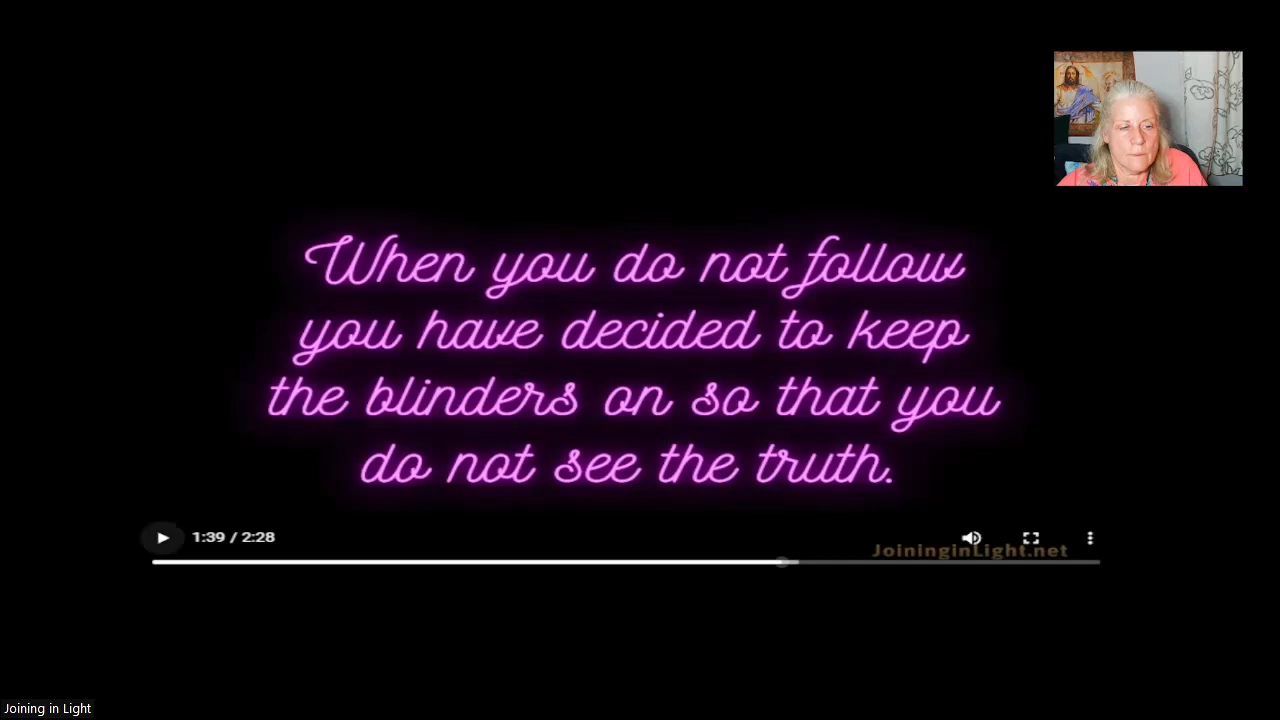 When you do not follow
you have decided to keep
the blinders on so that you
do not see the truth.
1:39 / 2:28
JoininginLight.net
Joining in Light